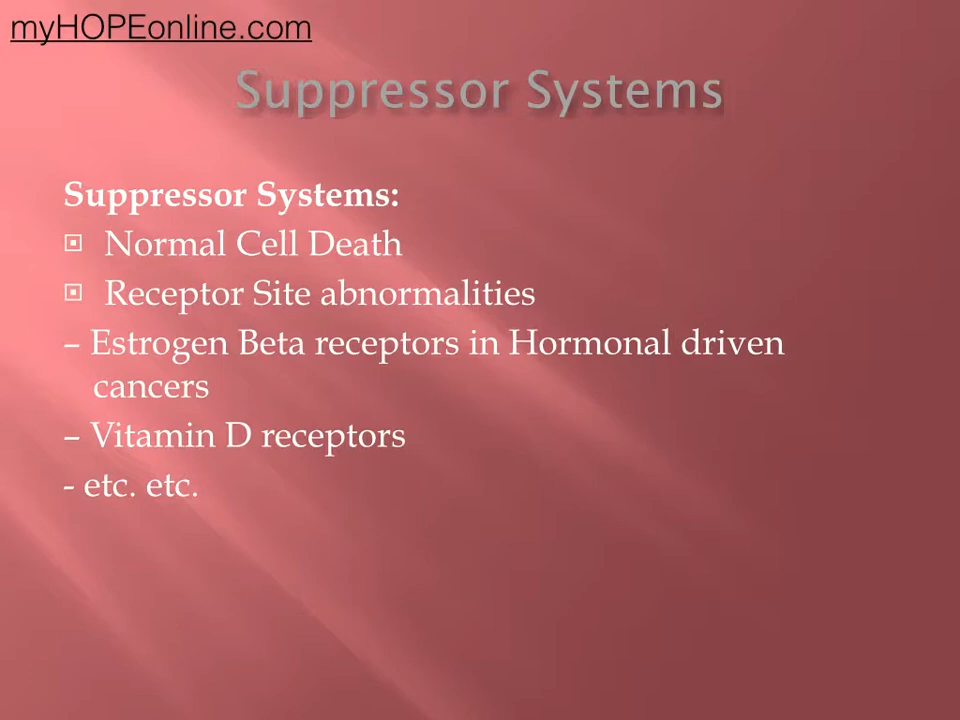 myHOPEonline.com
Suppressor Systems
Suppressor Systems:
Normal Cell Death
Receptor Site abnormalities
– Estrogen Beta receptors in Hormonal driven
cancers
– Vitamin D receptors
- etc. etc.